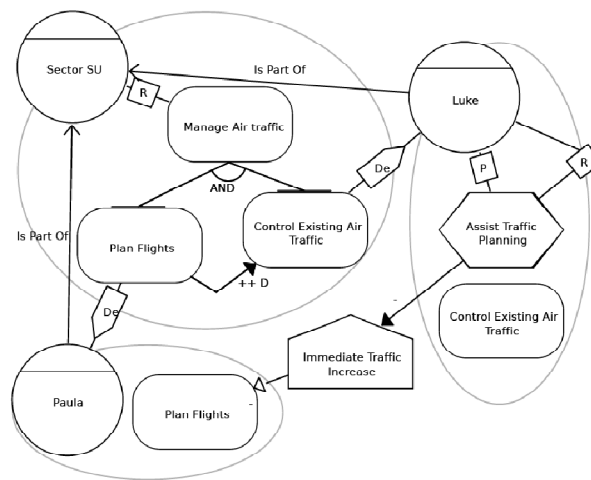 Sector SU
Is Part Of
Luke
R
Manage Air traffic
De
P
R
AND
Is Part Of
Plan Flights
Control Existing Air
Traffic
Assist Traffic
Planning
++ D
De
-
Control Existing Air
Traffic
Immediate Traffic
Increase
Paula
Plan Flights
-